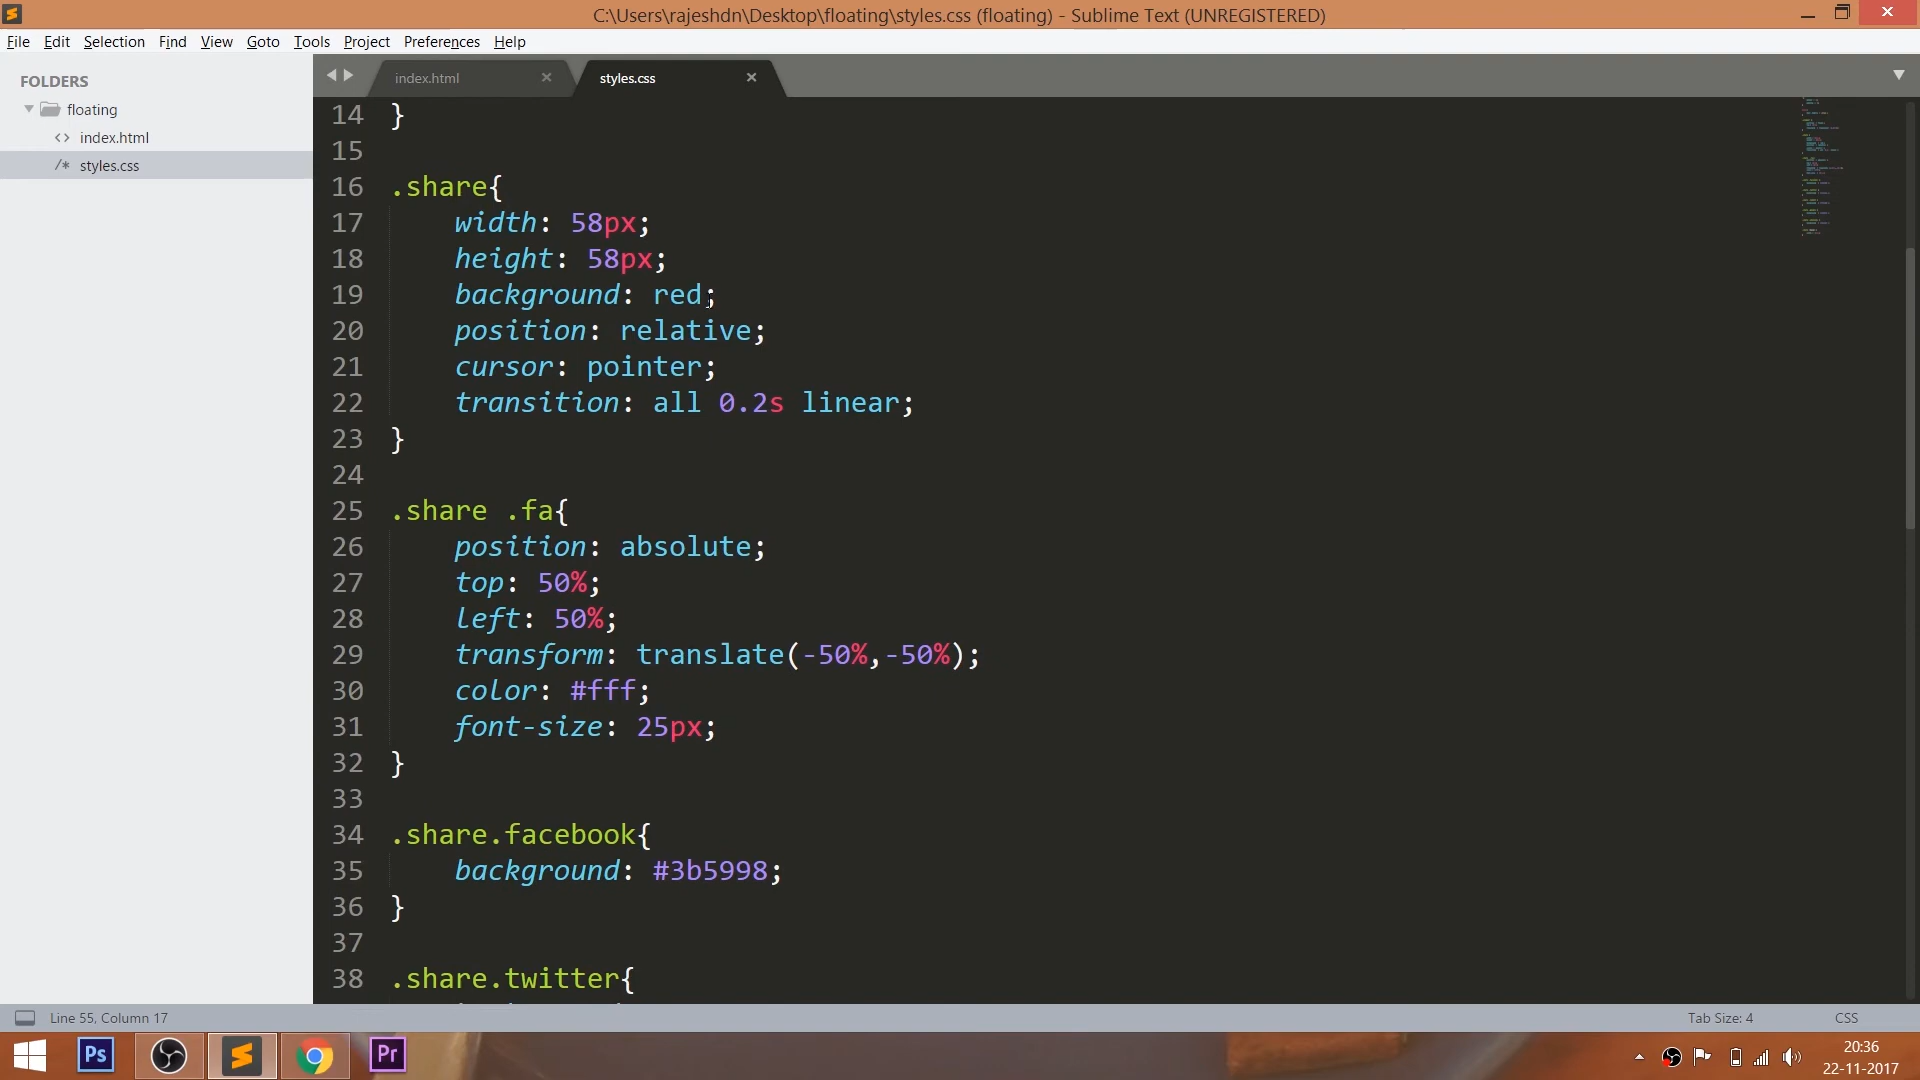 C:\Users\rajeshdn\Desktop\floating\styles.css (floating) - Sublime Text (UNREGISTERED)
File Edit Selection Find View Goto Tools Project Preferences Help
FOLDERS
floating
index.html
styles.css
index.html styles.css
14 }
15
16 .share{
17 width: 58px;
18 height: 58px;
19 background: red;
20 position: relative;
21 cursor: pointer;
22 transition: all 0.2s linear;
23 }
24
25 .share .fa{
26 position: absolute;
27 top: 50%;
28 left: 50%;
29 transform: translate(-50%,-50%);
30 color: #fff;
31 font-size: 25px;
32 }
33
34 .share.facebook{
35 background: #3b5998;
36 }
37
38 .share.twitter{
Line 55, Column 17 Tab Size: 4 CSS
Ps Pr
20:36
22-11-2017